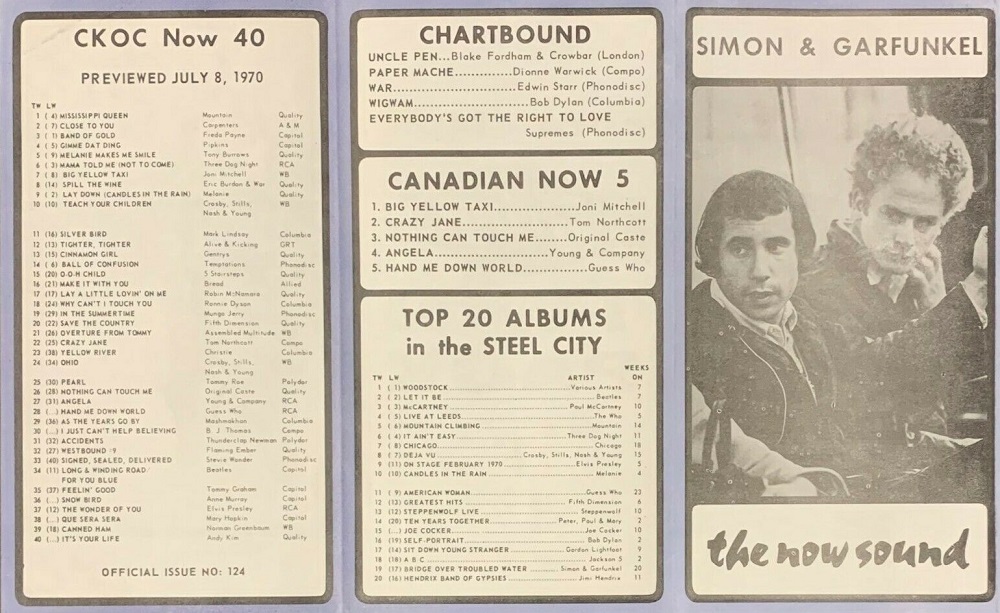 CKOC Now 40
PREVIEWED JULY 8, 1970
TW LW
1 ( 4) MISSISSIPPI QUEEN Mountain Quality
2 ( 7) CLOSE TO YOU Carpenters A & M
3 ( 1) BAND OF GOLD Freda Payne Capitol
4 ( 5) GIMME DAT DING Pipkins Capitol
5 ( 9) MELANIE MAKES ME SMILE Tony Burrows Quality
6 ( 3) MAMA TOLD ME (NOT TO COME) Three Dog Night RCA
7 ( 8) BIG YELLOW TAXI Joni Mitchell WB
8 (14) SPILL THE WINE Eric Burdon & War Quality
9 ( 2) LAY DOWN (CANDLES IN THE RAIN) Melanie Quality
10 (10) TEACH YOUR CHILDREN Crosby, Stills, WB
Nash & Young
11 (16) SILVER BIRD Mark Lindsay Columbia
12 (13) TIGHTER, TIGHTER Alive & Kicking GRT
13 (15) CINNAMON GIRL Gentrys Quality
14 ( 6) BALL OF CONFUSION Temptations Phonodisc
15 (20) O-O-H CHILD 5 Stairsteps Quality
16 (21) MAKE IT WITH YOU Bread Allied
17 (17) LAY A LITTLE LOVIN' ON ME Robin McNamara Quality
18 (24) WHY CAN'T I TOUCH YOU Ronnie Dyson Columbia
19 (29) IN THE SUMMERTIME Mungo Jerry Phonodisc
20 (22) SAVE THE COUNTRY Fifth Dimension Quality
21 (26) OVERTURE FROM TOMMY Assembled Multitude WB
22 (25) CRAZY JANE Tom Northcott Compo
23 (38) YELLOW RIVER Christie Columbia
24 (34) OHIO Crosby, Stills, WB
Nash & Young
25 (30) PEARL Tommy Roe Polydor
26 (28) NOTHING CAN TOUCH ME Original Caste Quality
27 (31) ANGELA Young & Company RCA
28 (...) HAND ME DOWN WORLD Guess Who RCA
29 (36) AS THE YEARS GO BY Mashmakhan Columbia
30 (...) I JUST CAN'T HELP BELIEVING B. J. Thomas Compo
31 (32) ACCIDENTS Thunderclap Newman Polydor
32 (27) WESTBOUND #9 Flaming Ember Quality
33 (40) SIGNED, SEALED, DELIVERED Stevie Wonder Phonodisc
34 (11) LONG & WINDING ROAD Beatles Capitol
FOR YOU BLUE
35 (37) FEELIN' GOOD Tommy Graham Capitol
36 (...) SNOW BIRD Anne Murray Capitol
37 (12) THE WONDER OF YOU Elvis Presley RCA
38 (...) QUE SERA SERA Mary Hopkin Capitol
39 (18) CANNED HAM Norman Greenbaum WB
40 (...) IT'S YOUR LIFE Andy Kim Quality
OFFICIAL ISSUE NO: 124
CHARTBOUND
UNCLE PEN...Blake Fordham & Crowbar (London)
PAPER MACHE..............Dionne Warwick (Compo)
WAR..............................Edwin Starr (Phonodisc)
WIGWAM..........................Bob Dylan (Columbia)
EVERYBODY'S GOT THE RIGHT TO LOVE
Supremes (Phonodisc)
CANADIAN NOW 5
1. BIG YELLOW TAXI...................Joni Mitchell
2. CRAZY JANE.........................Tom Northcott
3. NOTHING CAN TOUCH ME........Original Caste
4. ANGELA.........................Young & Company
5. HAND ME DOWN WORLD...............Guess Who
TOP 20 ALBUMS
in the STEEL CITY
TW LW ARTIST WEEKS ON
1 ( 1) WOODSTOCK Various Artists 7
2 ( 2) LET IT BE Beatles 7
3 ( 3) McCARTNEY Paul McCartney 10
4 ( 5) LIVE AT LEEDS The Who 5
5 ( 6) MOUNTAIN CLIMBING Mountain 14
6 ( 4) IT AIN'T EASY Three Dog Night 11
7 ( 8) CHICAGO Chicago 18
8 ( 7) DEJA VU Crosby, Stills, Nash & Young 15
9 (11) ON STAGE FEBRUARY 1970 Elvis Presley 5
10 (10) CANDLES IN THE RAIN Melanie 4
11 ( 9) AMERICAN WOMAN Guess Who 23
12 (13) GREATEST HITS Fifth Dimension 6
13 (12) STEPPENWOLF LIVE Steppenwolf 10
14 (20) TEN YEARS TOGETHER Peter, Paul & Mary 2
15 (...) JOE COCKER Joe Cocker 10
16 (19) SELF-PORTRAIT Bob Dylan 2
17 (14) SIT DOWN YOUNG STRANGER Gordon Lightfoot 9
18 (18) A B C Jackson 5 2
19 (17) BRIDGE OVER TROUBLED WATER Simon & Garfunkel 20
20 (16) HENDRIX BAND OF GYPSIES Jimi Hendrix 11
SIMON & GARFUNKEL
the now sound